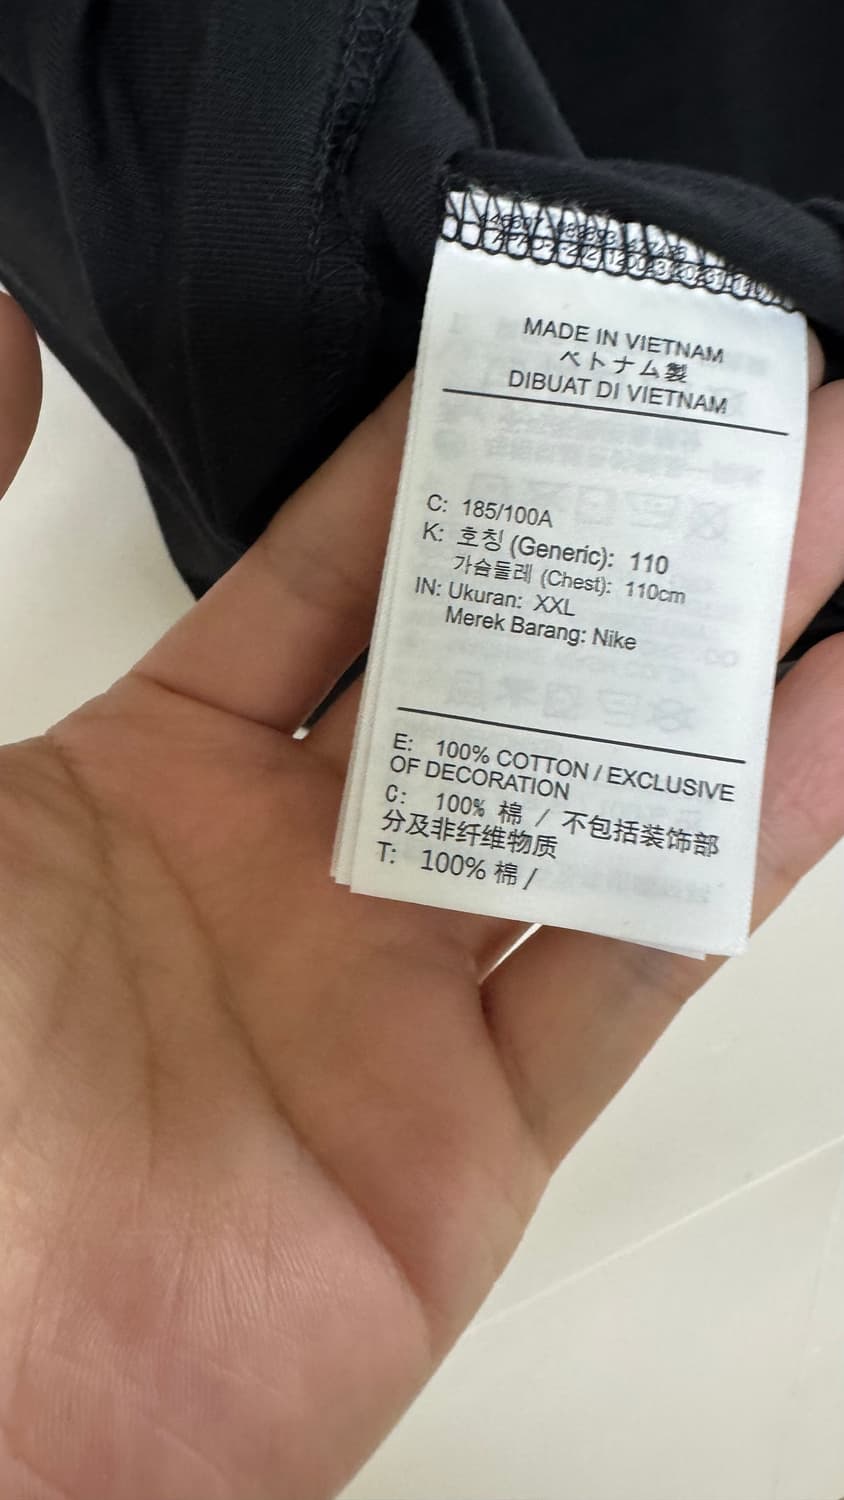 MADE IN VIETNAM
ベトナム製
DIBUAT DI VIETNAM
C: 185/100A
K: 호칭 (Generic): 110
가슴둘레 (Chest): 110cm
IN: Ukuran: XXL
Merek Barang: Nike
E: 100% COTTON / EXCLUSIVE
OF DECORATION
C: 100% 棉 / 不包括装饰部
分及非纤维物质
T: 100% 棉 /